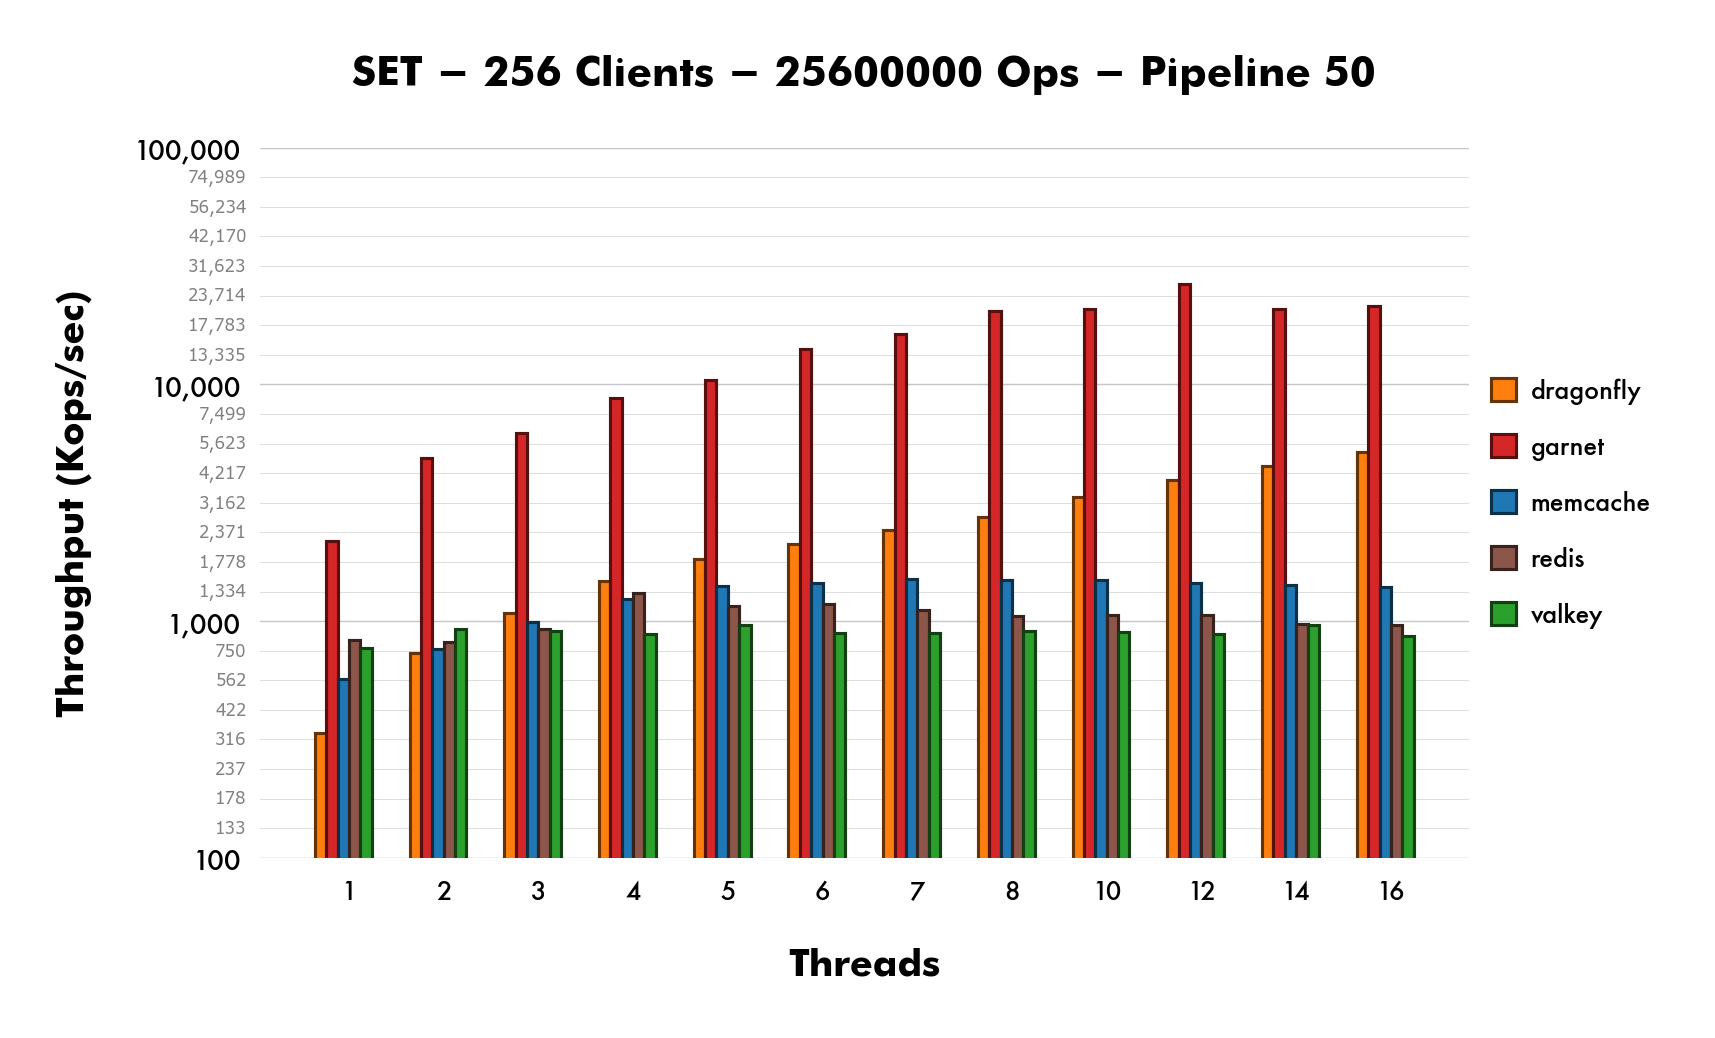 SET – 256 Clients – 25600000 Ops – Pipeline 50
100,000
74,989
56,234
42,170
31,623
23,714
17,783
13,335
10,000
7,499
5,623
4,217
3,162
2,371
1,778
1,334
1,000
750
562
422
316
237
178
133
100
Throughput (Kops/sec)
dragonfly
garnet
memcache
redis
valkey
1 2 3 4 5 6 7 8 10 12 14 16
Threads